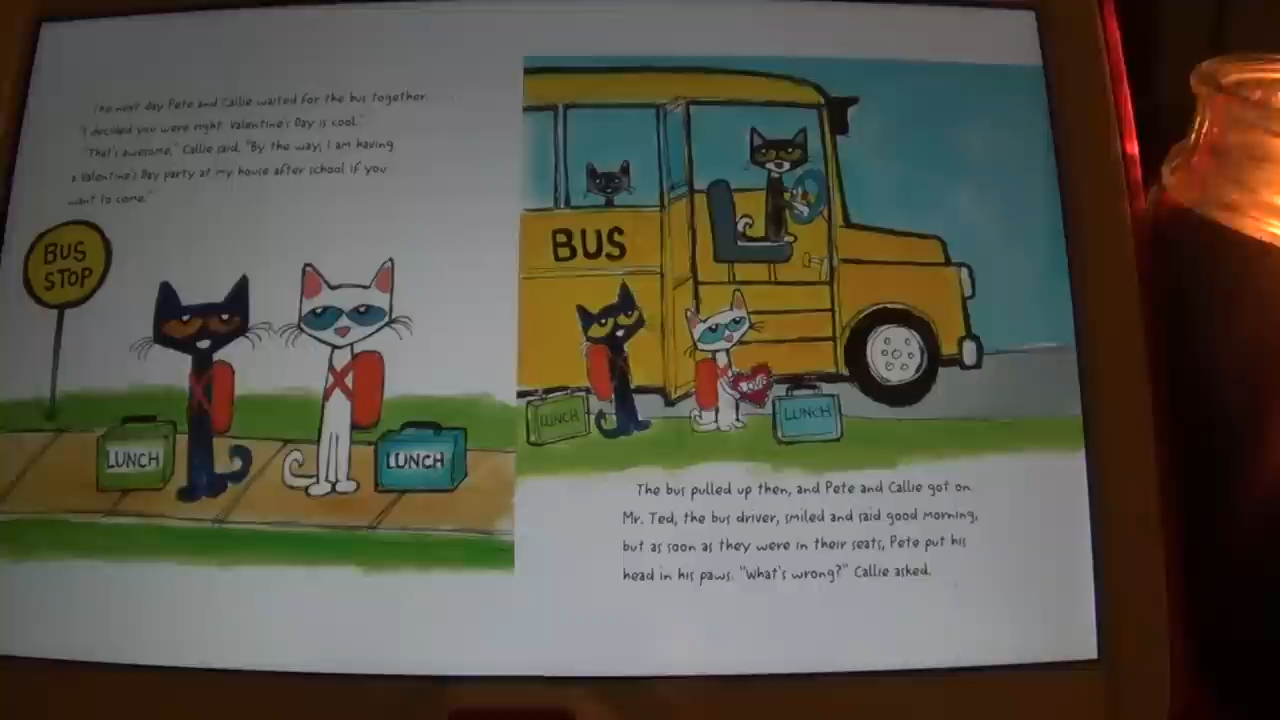 The next day Pete and Callie waited for the bus together.
"I decided you were right. Valentine's Day is cool."
"That's awesome," Callie said. "By the way, I am having
a Valentine's Day party at my house after school if you
want to come."
BUS
STOP
LUNCH
LUNCH
BUS
LUNCH
LOVE
LUNCH
The bus pulled up then, and Pete and Callie got on.
Mr. Ted, the bus driver, smiled and said good morning,
but as soon as they were in their seats, Pete put his
head in his paws. "What's wrong?" Callie asked.